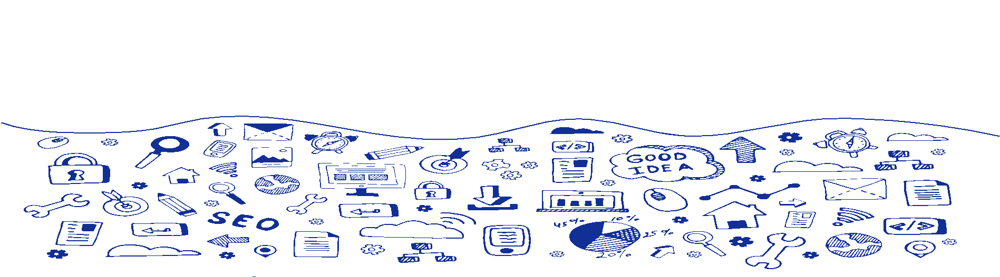 </>
GOOD
IDEA
SEO
45% 10%
</>
25%
20%